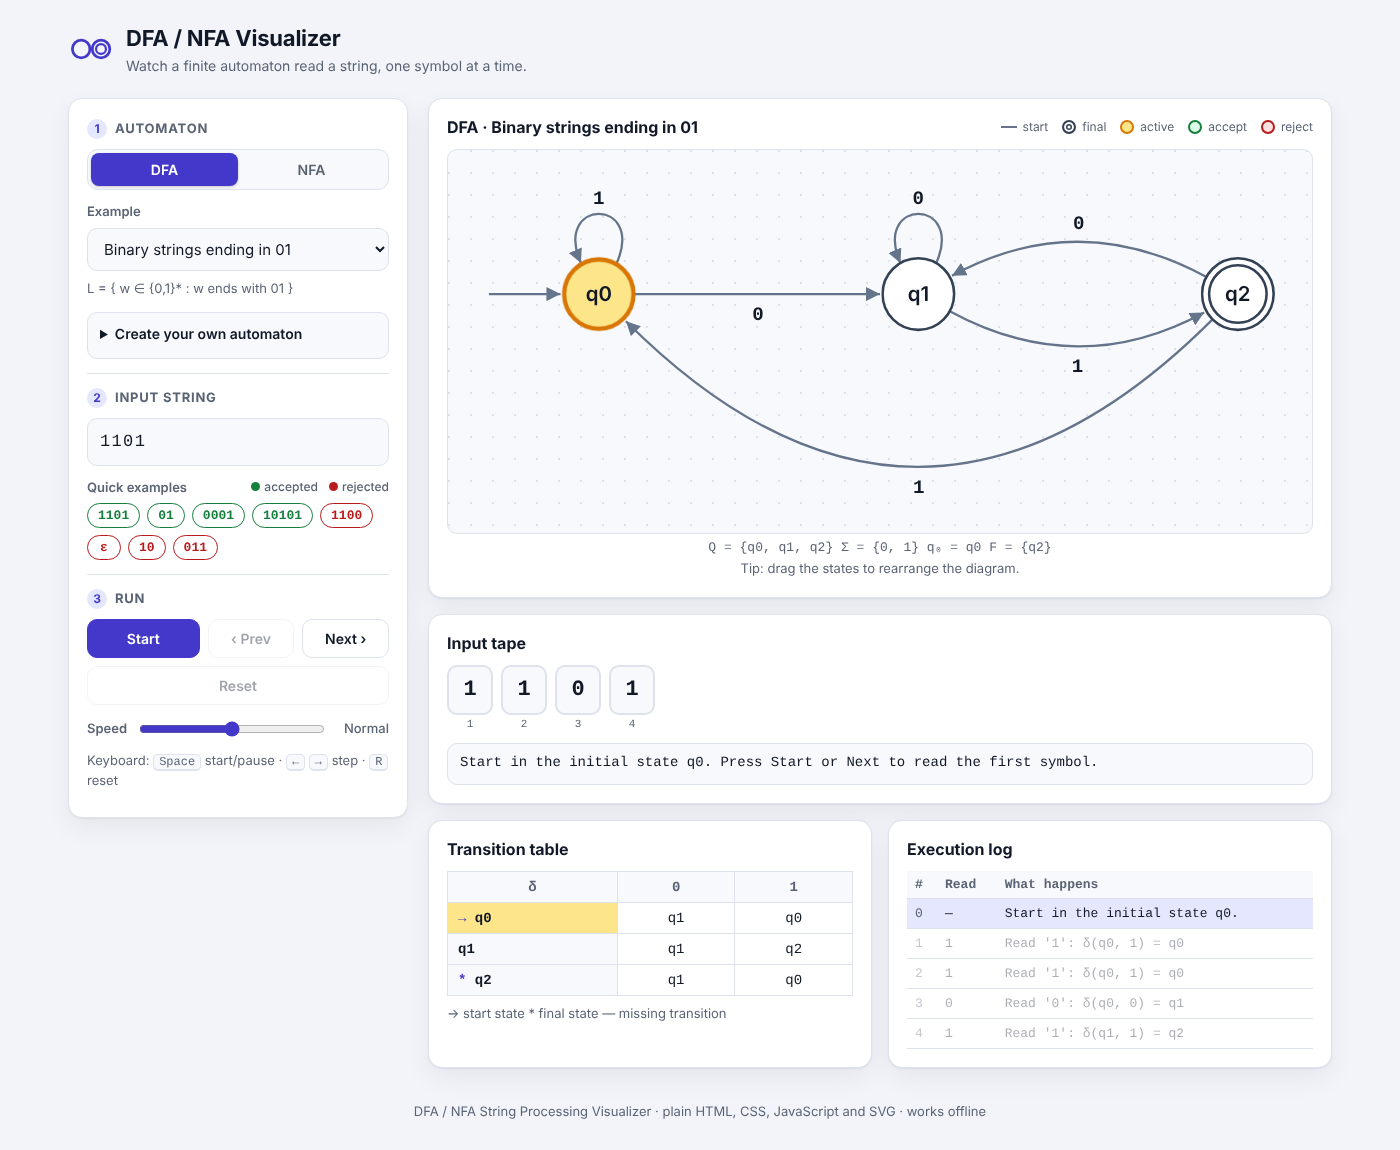 DFA / NFA Visualizer
Watch a finite automaton read a string, one symbol at a time.
1 AUTOMATON
DFA NFA
Example
Binary strings ending in 01
L = { w ∈ {0,1}* : w ends with 01 }
▶ Create your own automaton
2 INPUT STRING
1101
Quick examples accepted rejected
1101 01 0001 10101 1100
ε 10 011
3 RUN
Start ‹ Prev Next ›
Reset
Speed Normal
Keyboard: Space start/pause · ← → step · R
reset
DFA · Binary strings ending in 01 start final active accept reject
1 0 0
q0 q1 q2
0
1
1
Q = {q0, q1, q2} Σ = {0, 1} q₀ = q0 F = {q2}
Tip: drag the states to rearrange the diagram.
Input tape
1 1 0 1
1 2 3 4
Start in the initial state q0. Press Start or Next to read the first symbol.
Transition table
δ 0 1
→ q0 q1 q0
q1 q1 q2
* q2 q1 q0
→ start state * final state — missing transition
Execution log
# Read What happens
0 — Start in the initial state q0.
1 1 Read '1': δ(q0, 1) = q0
2 1 Read '1': δ(q0, 1) = q0
3 0 Read '0': δ(q0, 0) = q1
4 1 Read '1': δ(q1, 1) = q2
DFA / NFA String Processing Visualizer · plain HTML, CSS, JavaScript and SVG · works offline